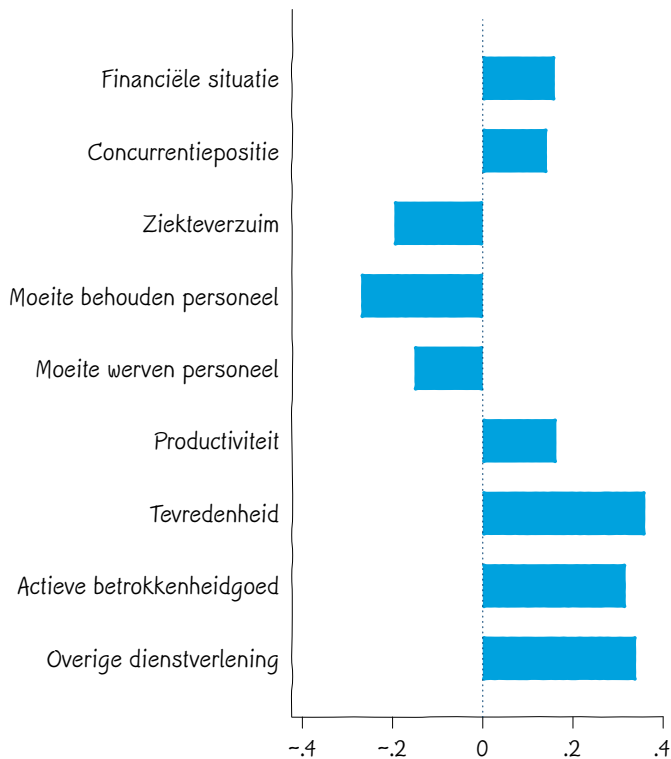 Financiële situatie
Concurrentiepositie
Ziekteverzuim
Moeite behouden personeel
Moeite werven personeel
Productiviteit
Tevredenheid
Actieve betrokkenheidgoed
Overige dienstverlening
-.4 -.2 0 .2 .4